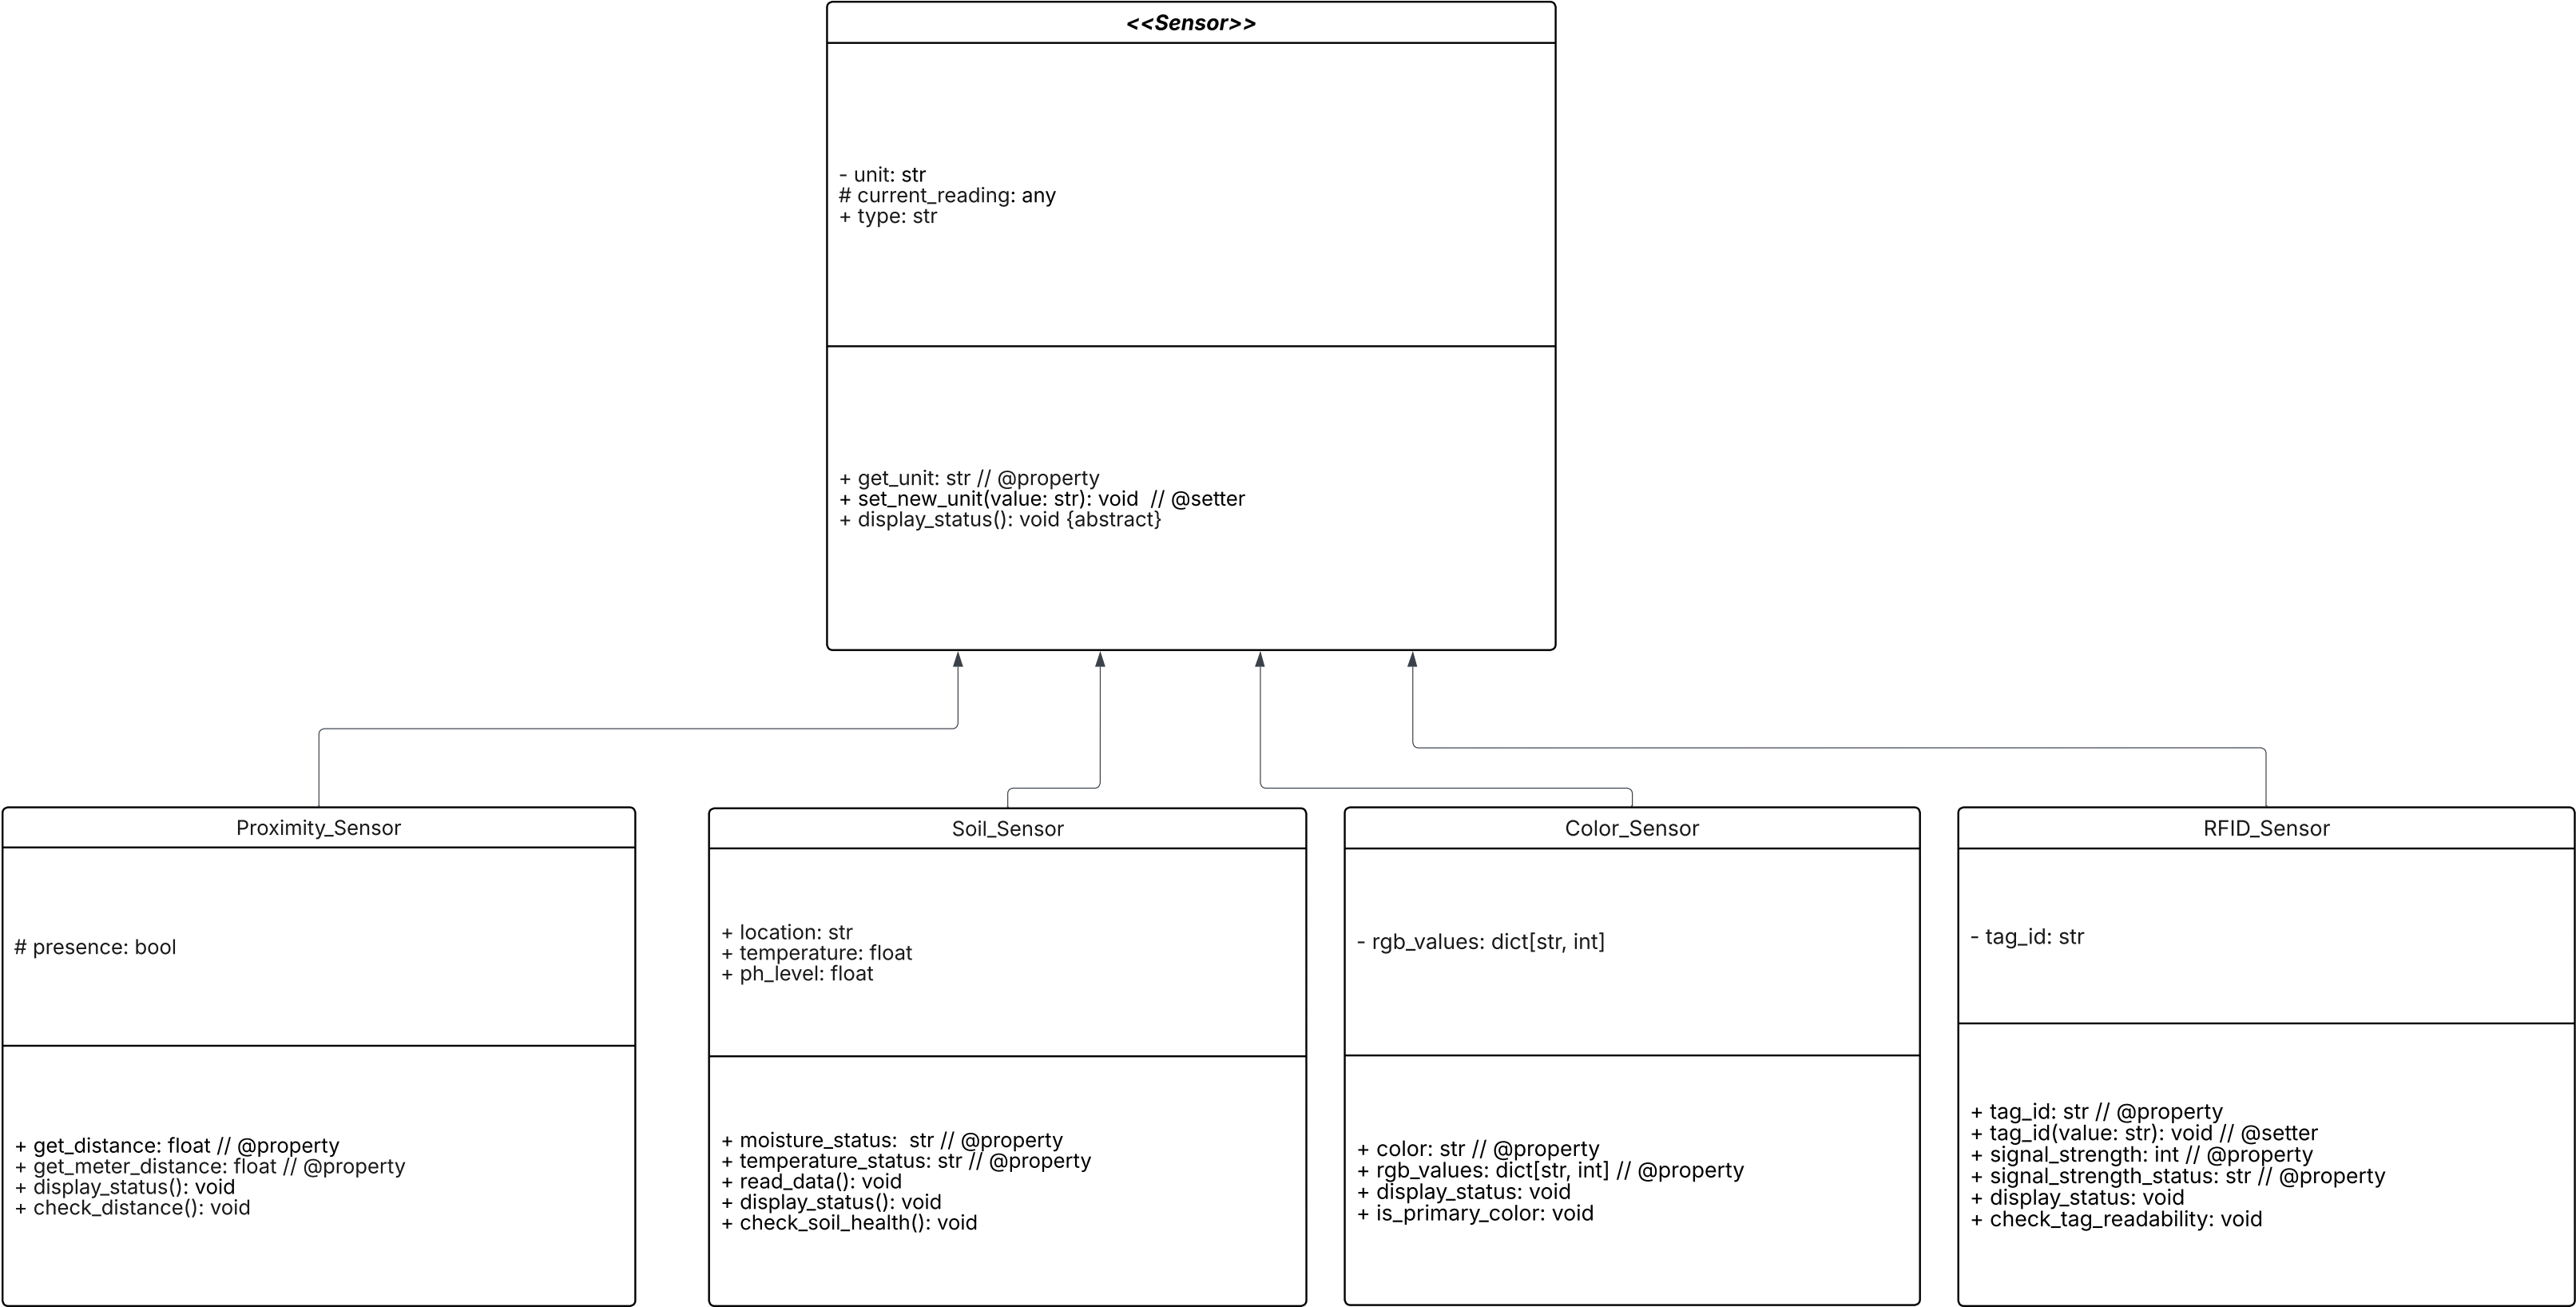 <<Sensor>>
- unit: str
# current_reading: any
+ type: str
+ get_unit: str // @property
+ set_new_unit(value: str): void  // @setter
+ display_status(): void {abstract}
Proximity_Sensor
# presence: bool
+ get_distance: float // @property
+ get_meter_distance: float // @property
+ display_status(): void
+ check_distance(): void
Soil_Sensor
+ location: str
+ temperature: float
+ ph_level: float
+ moisture_status:  str // @property
+ temperature_status: str // @property
+ read_data(): void
+ display_status(): void
+ check_soil_health(): void
Color_Sensor
- rgb_values: dict[str, int]
+ color: str // @property
+ rgb_values: dict[str, int] // @property
+ display_status: void
+ is_primary_color: void
RFID_Sensor
- tag_id: str
+ tag_id: str // @property
+ tag_id(value: str): void // @setter
+ signal_strength: int // @property
+ signal_strength_status: str // @property
+ display_status: void
+ check_tag_readability: void